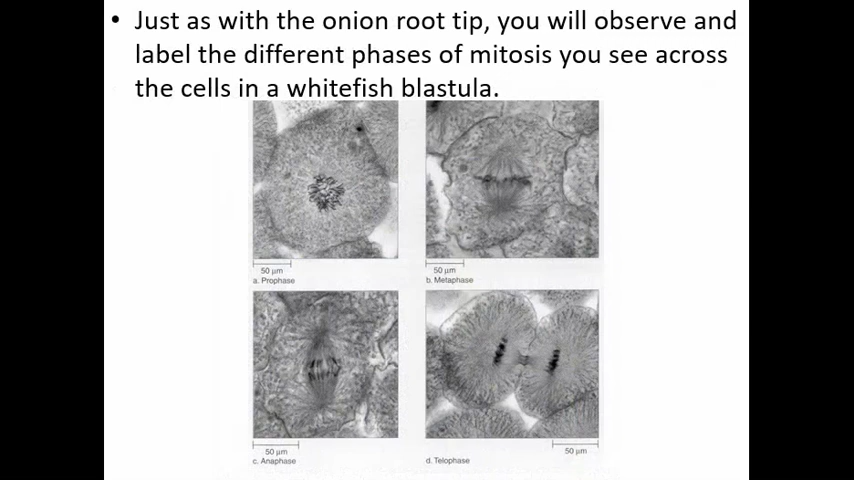 • Just as with the onion root tip, you will observe and
label the different phases of mitosis you see across
the cells in a whitefish blastula.
50 µm
a. Prophase
50 µm
b. Metaphase
50 µm
c. Anaphase
50 µm
d. Telophase